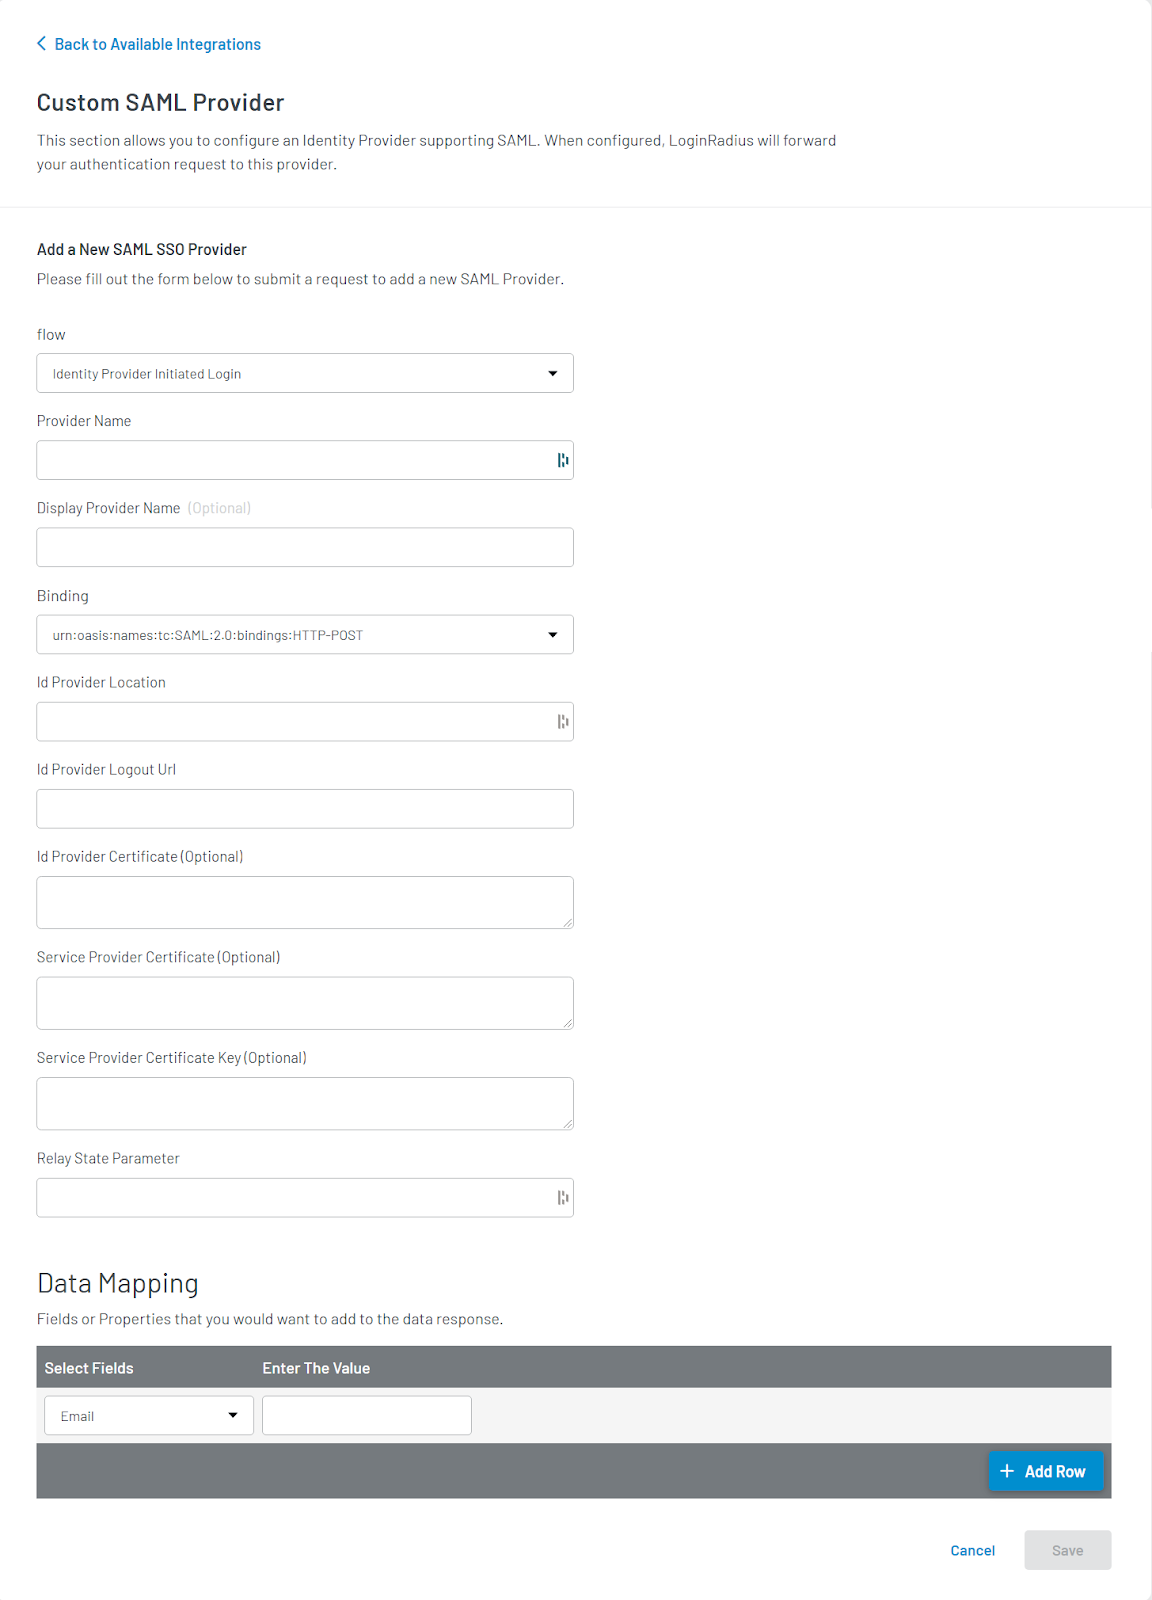 Back to Available Integrations
Custom SAML Provider
This section allows you to configure an Identity Provider supporting SAML. When configured, LoginRadius will forward
your authentication request to this provider.
Add a New SAML SSO Provider
Please fill out the form below to submit a request to add a new SAML Provider.
flow
Identity Provider Initiated Login
Provider Name
Display Provider Name (Optional)
Binding
urn:oasis:names:tc:SAML:2.0:bindings:HTTP-POST
Id Provider Location
Id Provider Logout Url
Id Provider Certificate (Optional)
Service Provider Certificate (Optional)
Service Provider Certificate Key (Optional)
Relay State Parameter
Data Mapping
Fields or Properties that you would want to add to the data response.
Select Fields Enter The Value
Email
+ Add Row
Cancel Save